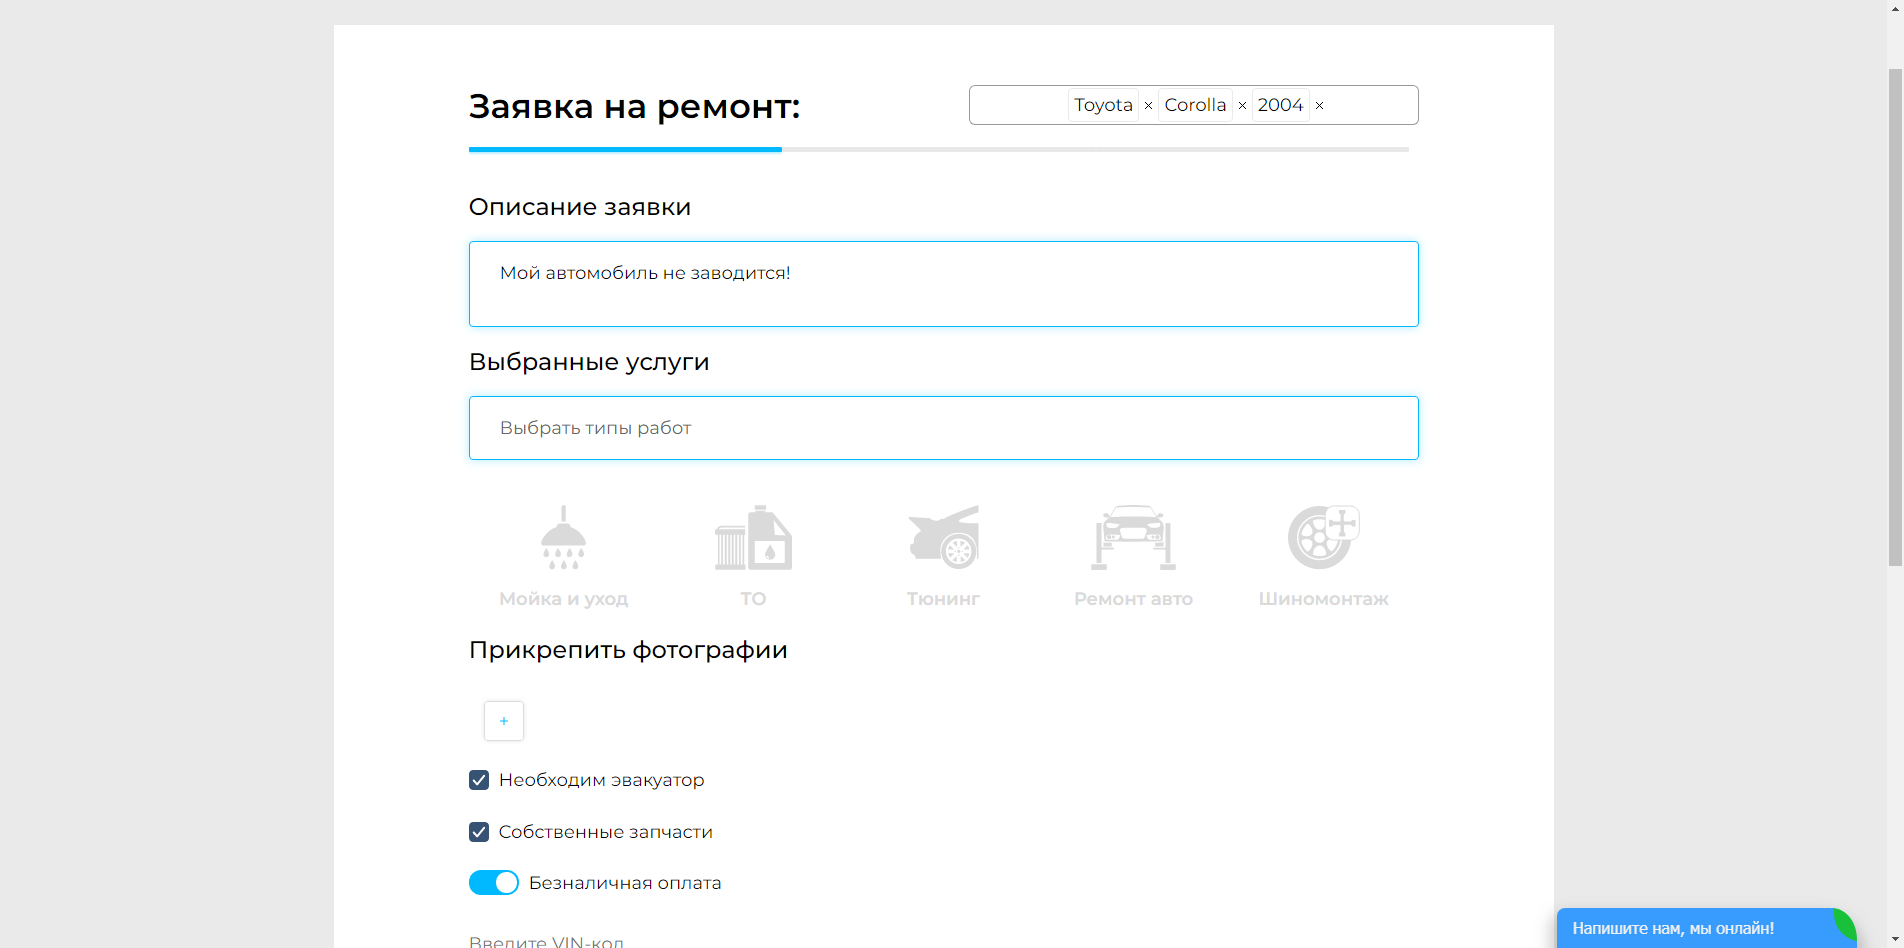 Заявка на ремонт:
Toyota × Corolla × 2004 ×
Описание заявки
Мой автомобиль не заводится!
Выбранные услуги
Выбрать типы работ
Мойка и уход
ТО
Тюнинг
Ремонт авто
Шиномонтаж
Прикрепить фотографии
+
Необходим эвакуатор
Собственные запчасти
Безналичная оплата
Введите VIN-код
Напишите нам, мы онлайн!